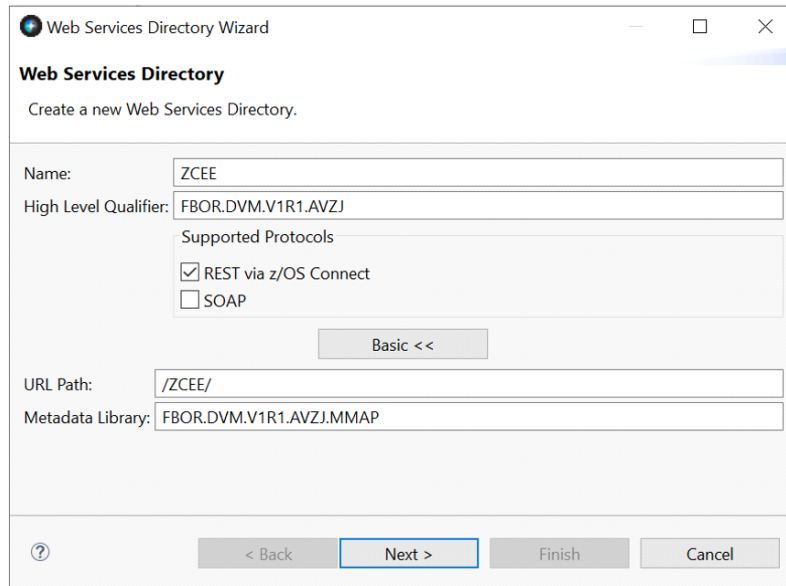 Web Services Directory Wizard
Web Services Directory
Create a new Web Services Directory.
Name: ZCEE
High Level Qualifier: FBOR.DVM.V1R1.AVZJ
Supported Protocols
REST via z/OS Connect
SOAP
Basic <<
URL Path: /ZCEE/
Metadata Library: FBOR.DVM.V1R1.AVZJ.MMAP
? < Back Next > Finish Cancel